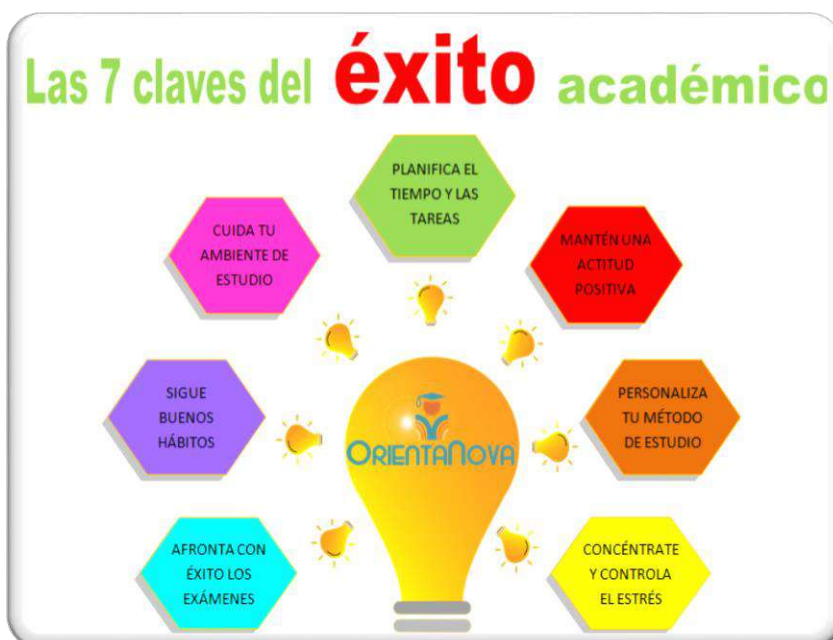 Las 7 claves del éxito académico
PLANIFICA EL
TIEMPO Y LAS
TAREAS
CUIDA TU
AMBIENTE DE
ESTUDIO
MANTÉN UNA
ACTITUD
POSITIVA
SIGUE
BUENOS
HÁBITOS
ORIENTANOVA
PERSONALIZA
TU MÉTODO
DE ESTUDIO
AFRONTA CON
ÉXITO LOS
EXÁMENES
CONCÉNTRATE
Y CONTROLA
EL ESTRÉS